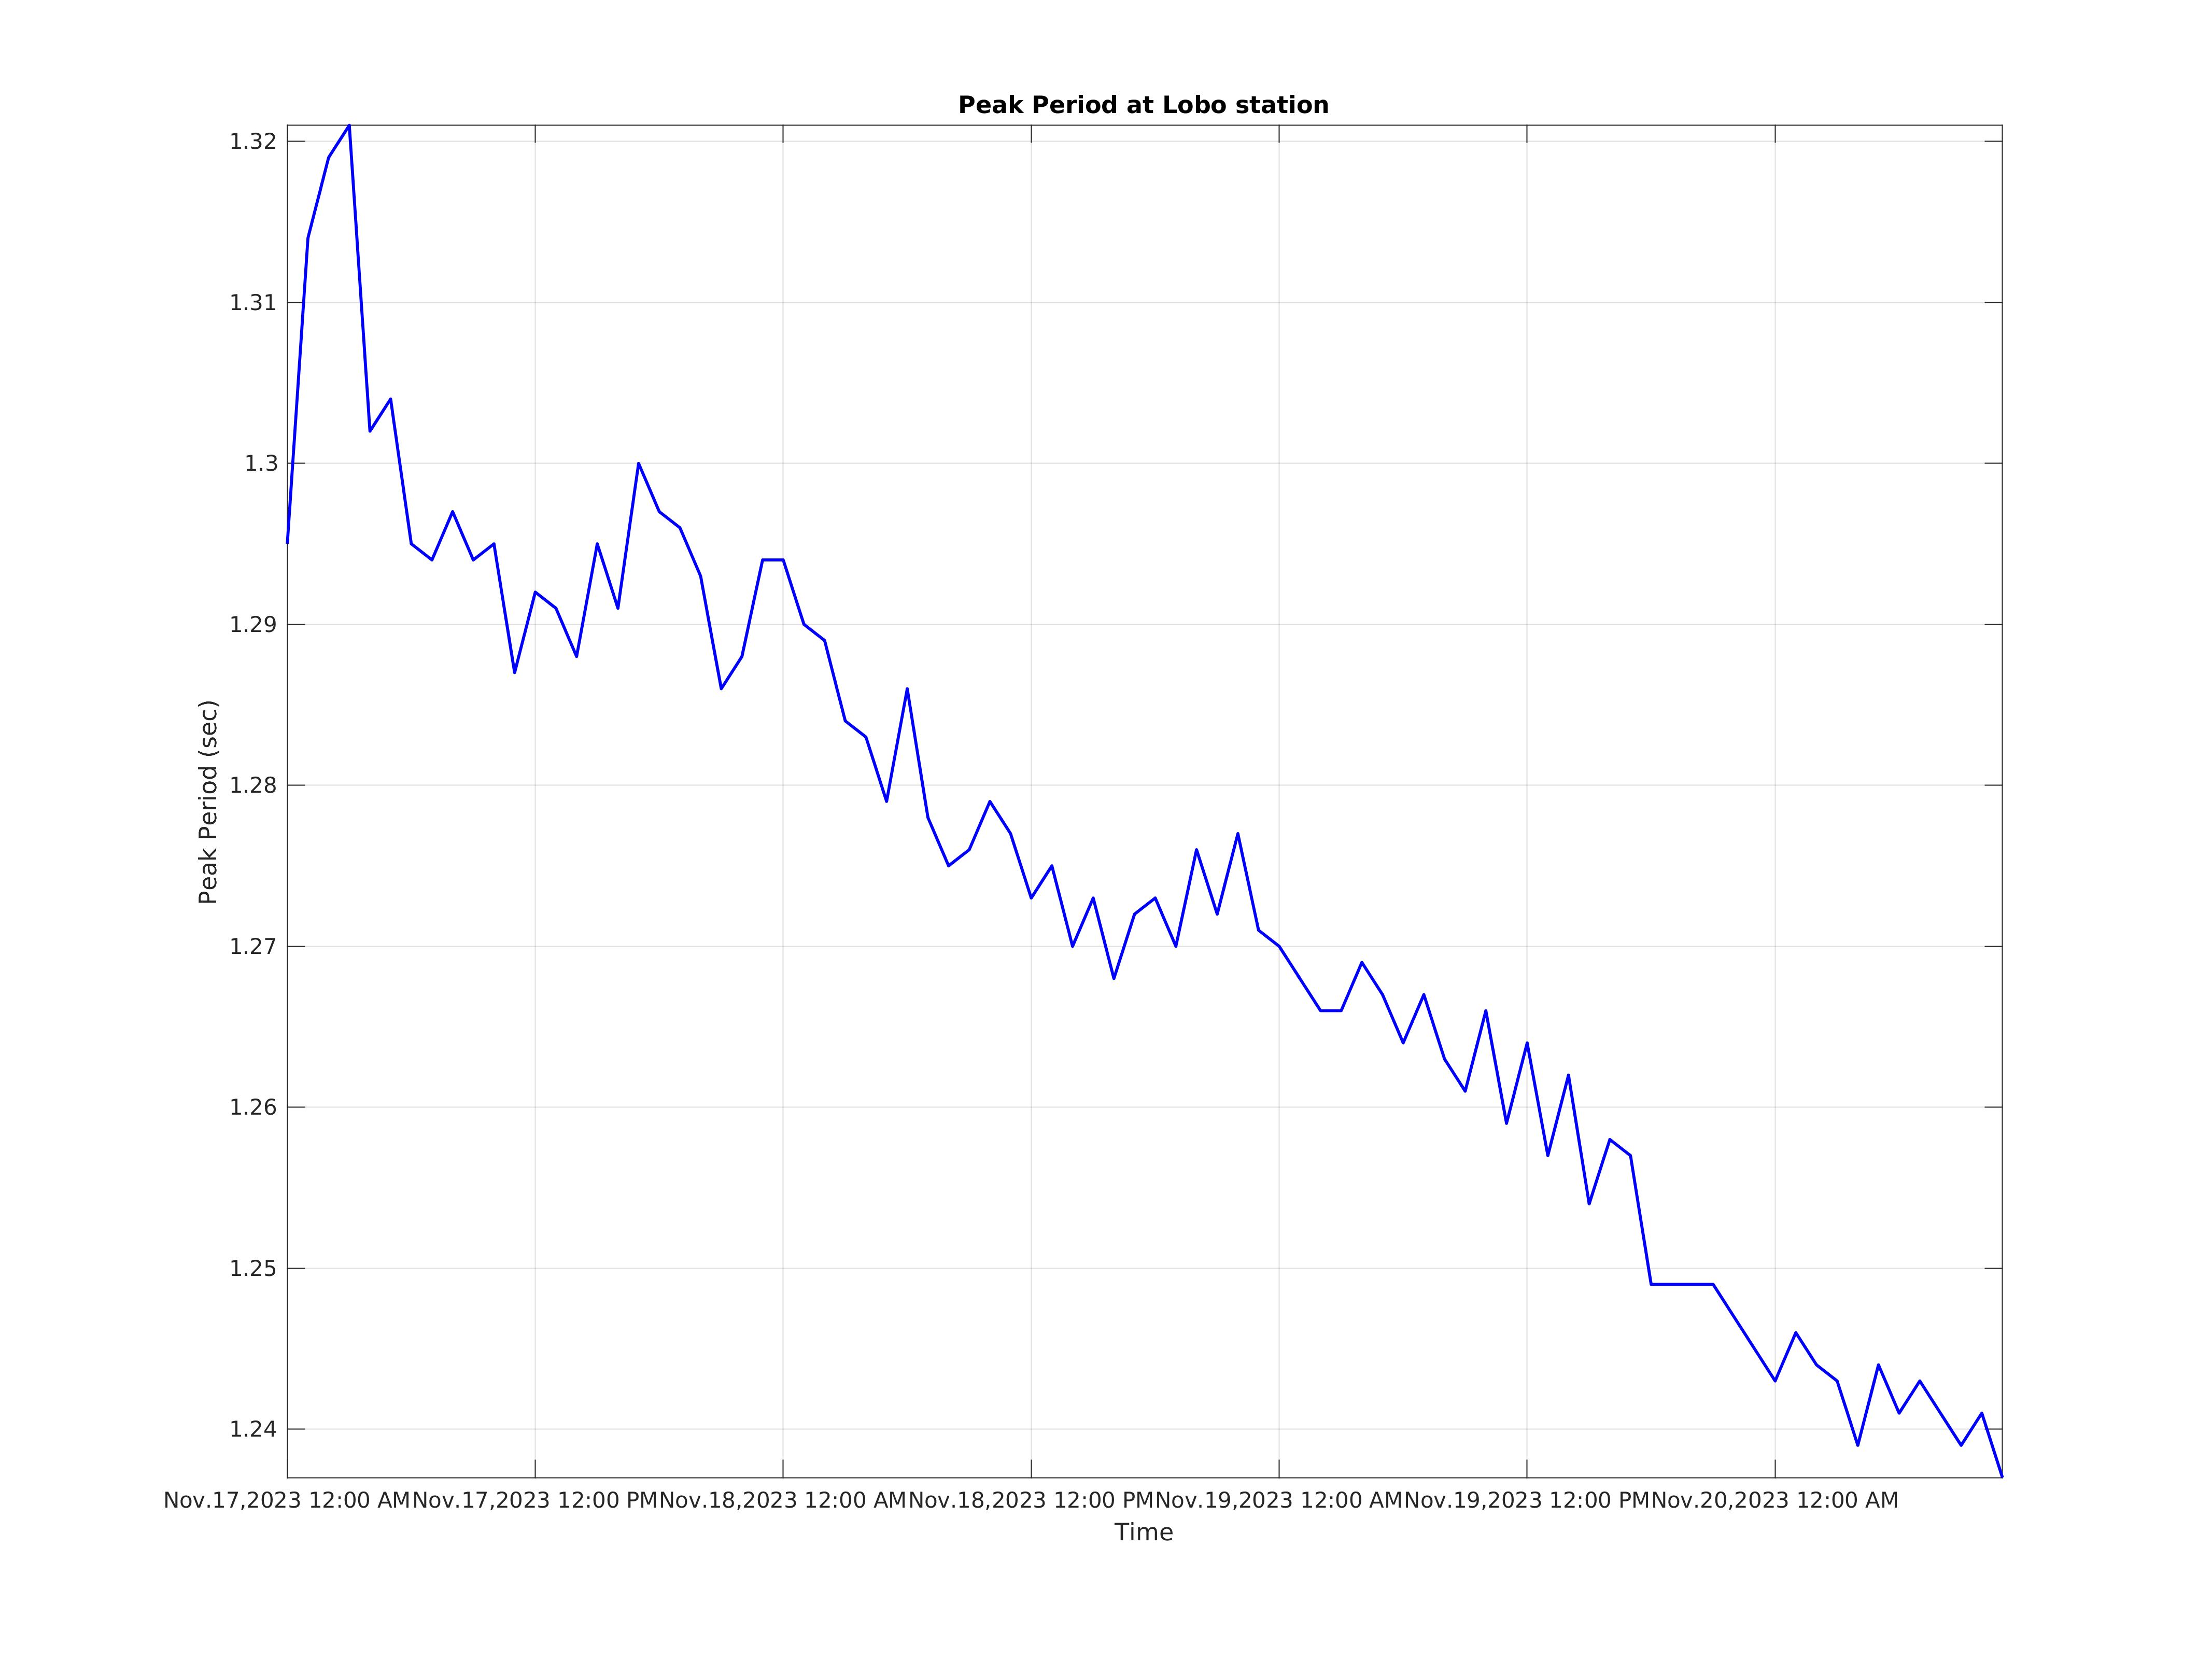 Peak Period at Lobo station
1.32
1.31
1.3
1.29
1.28
1.27
1.26
1.25
1.24
Peak Period (sec)
Nov.17,2023 12:00 AM Nov.17,2023 12:00 PM Nov.18,2023 12:00 AM Nov.18,2023 12:00 PM Nov.19,2023 12:00 AM Nov.19,2023 12:00 PM Nov.20,2023 12:00 AM
Time